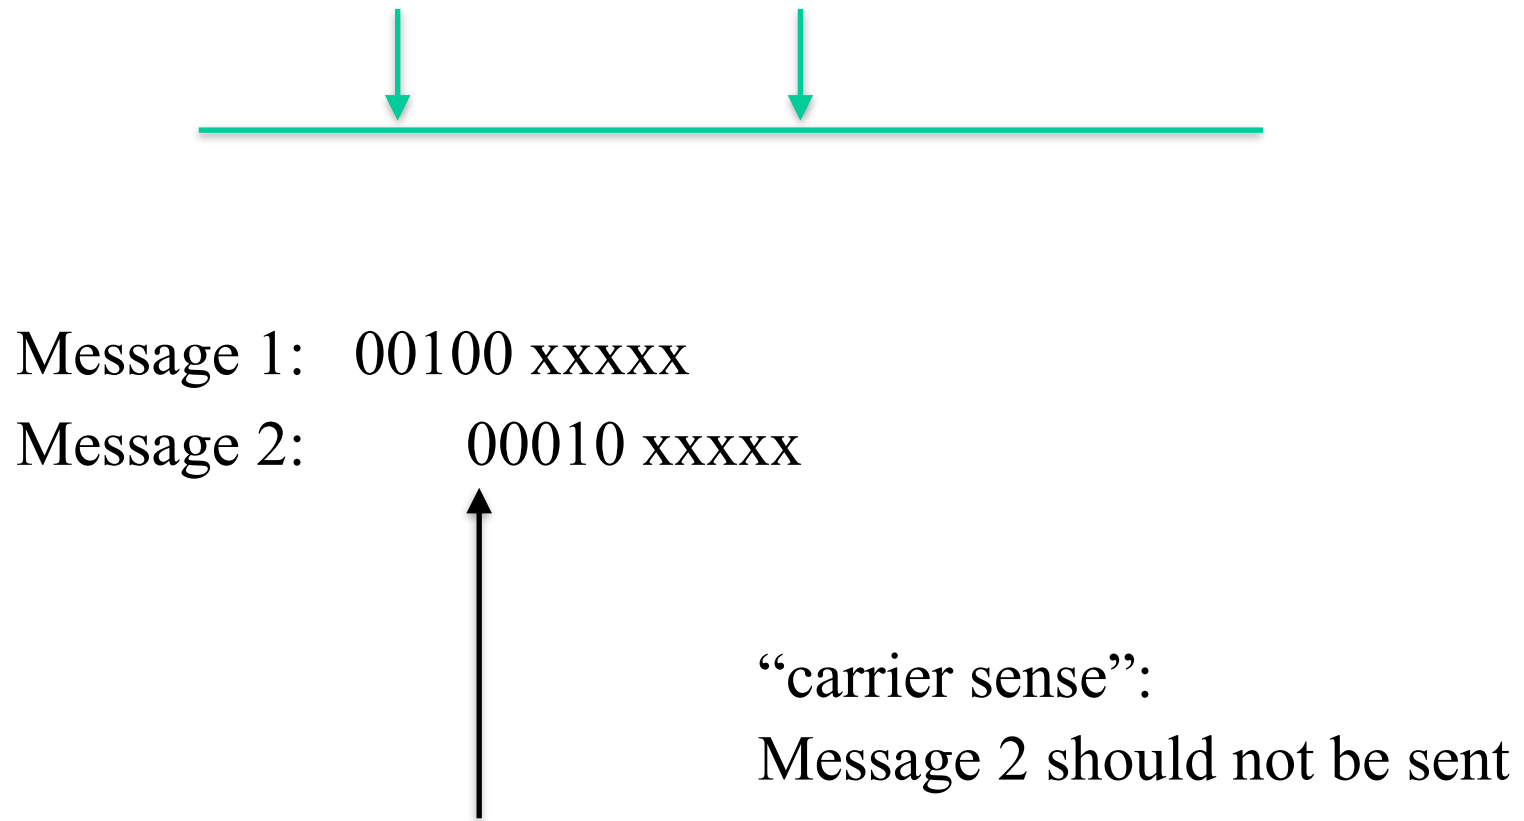 Message 1: 00100 xxxxx
Message 2: 00010 xxxxx
“carrier sense”:
Message 2 should not be sent